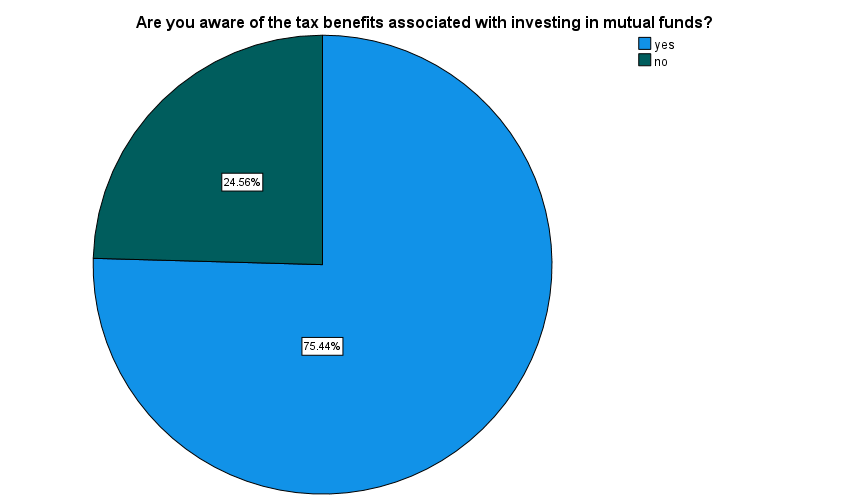 Are you aware of the tax benefits associated with investing in mutual funds?
yes
no
24.56%
75.44%